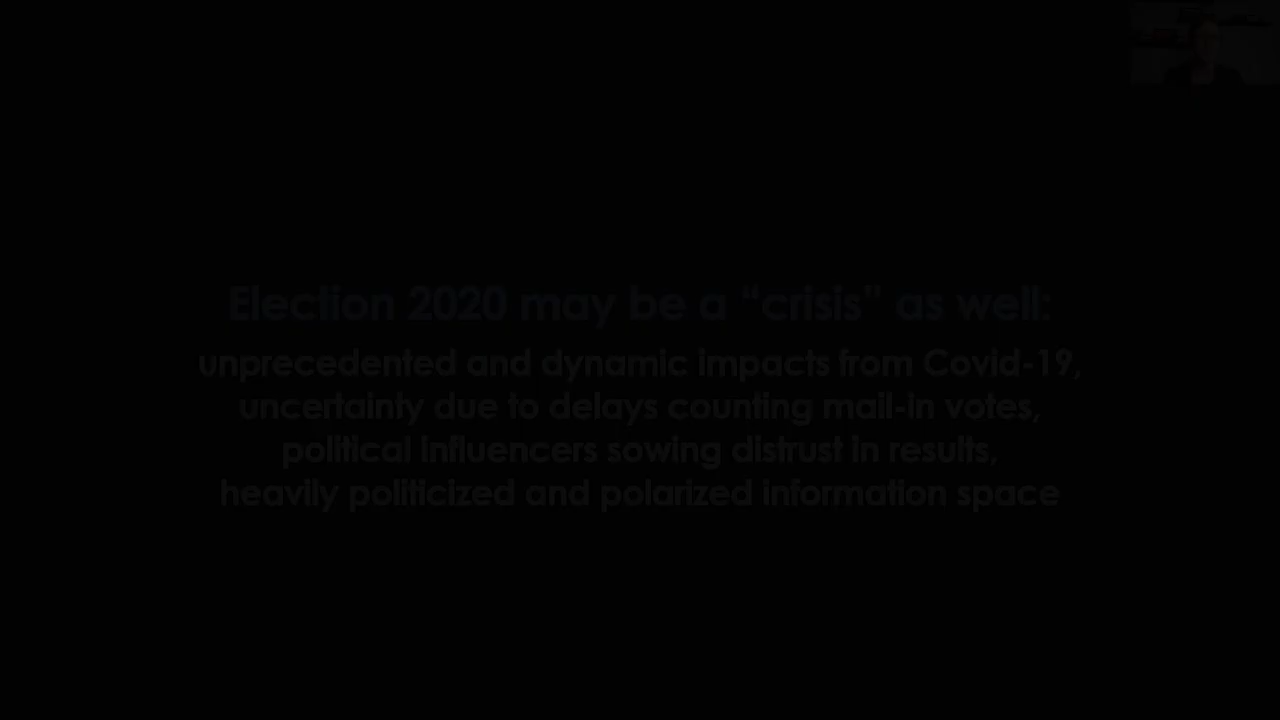 Election 2020 may be a “crisis” as well:
unprecedented and dynamic impacts from Covid-19,
uncertainty due to delays counting mail-in votes,
political influencers sowing distrust in results,
heavily politicized and polarized information space